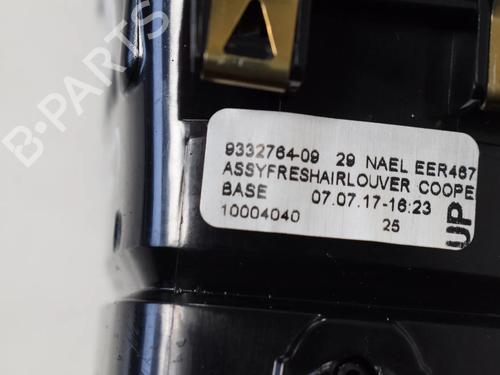 B-PARTS
9332764-09 29 NAEL EER467
ASSYFRESHAIRLOUVER COOPE
BASE 07.07.17-16:23
10004040 25
UP